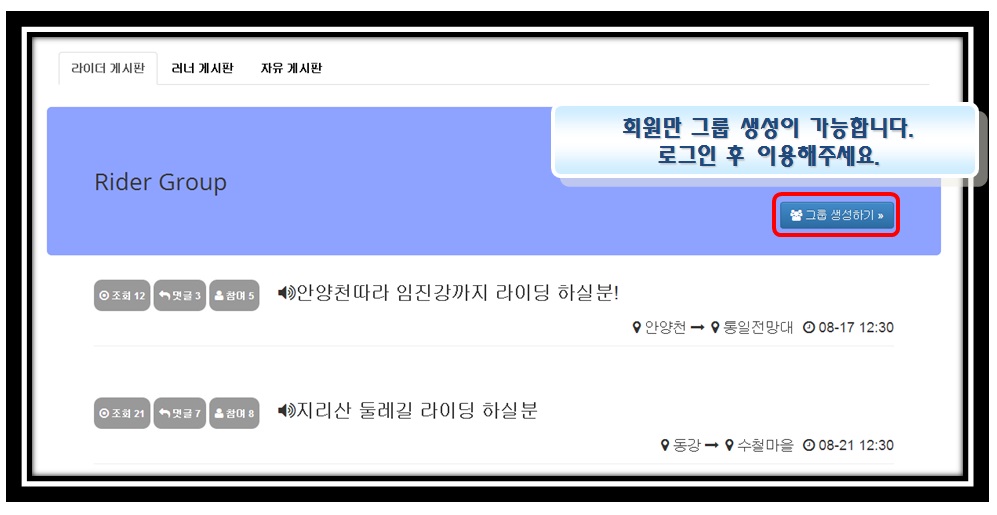 라이더 게시판 러너 게시판 자유 게시판
회원만 그룹 생성이 가능합니다.
로그인 후 이용해주세요.
Rider Group
그룹 생성하기 »
조회 12 댓글 3 참여 5 안양천따라 임진강까지 라이딩 하실분!
안양천 → 통일전망대 08-17 12:30
조회 21 댓글 7 참여 8 지리산 둘레길 라이딩 하실분
동강 → 수철마을 08-21 12:30